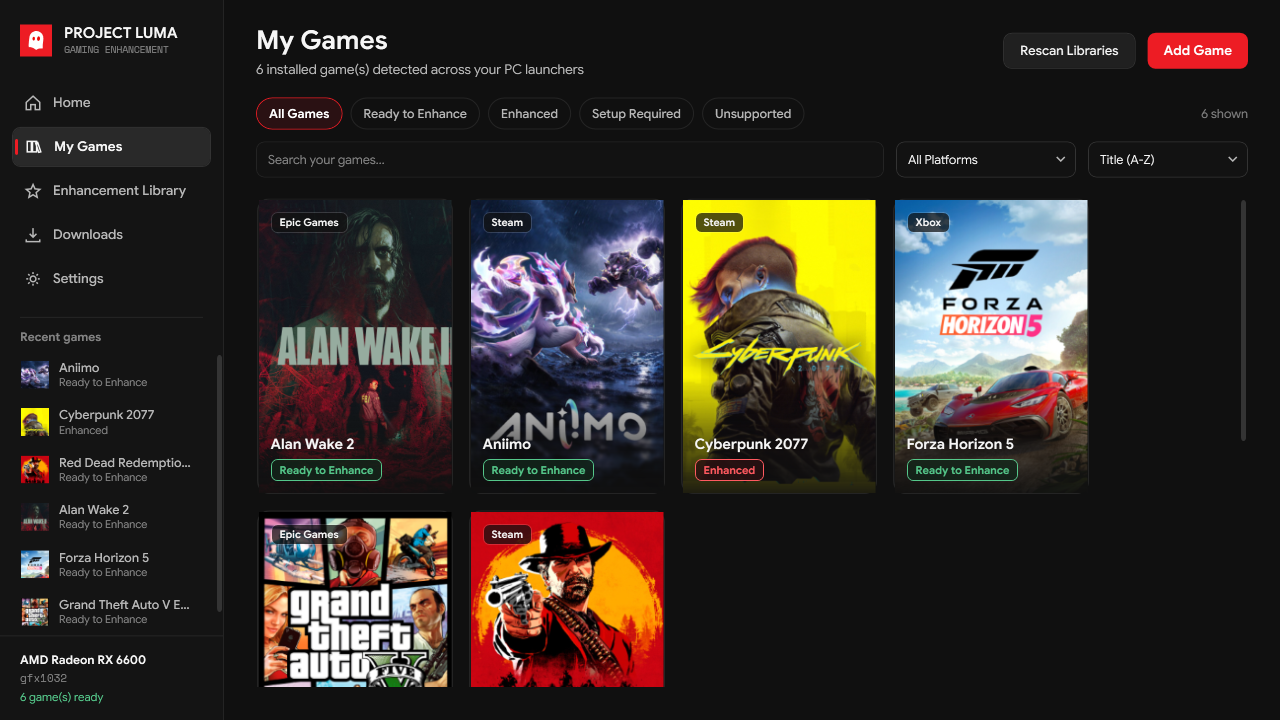 PROJECT LUMA
GAMING ENHANCEMENT
Home
My Games
Enhancement Library
Downloads
Settings
Recent games
Aniimo
Ready to Enhance
Cyberpunk 2077
Enhanced
Red Dead Redemptio...
Ready to Enhance
Alan Wake 2
Ready to Enhance
Forza Horizon 5
Ready to Enhance
Grand Theft Auto V E...
Ready to Enhance
AMD Radeon RX 6600
gfx1032
6 game(s) ready
My Games
6 installed game(s) detected across your PC launchers
Rescan Libraries
Add Game
All Games
Ready to Enhance
Enhanced
Setup Required
Unsupported
6 shown
Search your games...
All Platforms
Title (A-Z)
Epic Games
ALAN WAKE II
Alan Wake 2
Ready to Enhance
Steam
ANIIMO
Aniimo
Ready to Enhance
Steam
Cyberpunk
2077
Cyberpunk 2077
Enhanced
Xbox
FORZA
HORIZON 5
Forza Horizon 5
Ready to Enhance
Epic Games
grand
theft
auto V
FIVE
Steam